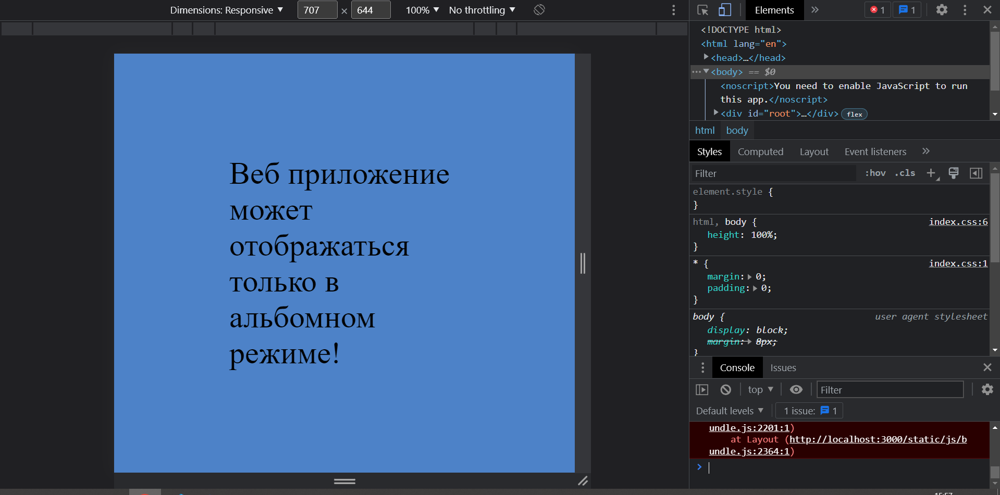 Dimensions: Responsive ▼ 707 × 644 100% ▼ No throttling ▼
Elements » 1 1
<!DOCTYPE html>
<html lang="en">
<head>…</head>
<body> == $0
<noscript>You need to enable JavaScript to run
this app.</noscript>
<div id="root">…</div> flex
html body
Styles Computed Layout Event listeners »
Filter :hov .cls +
element.style {
}
html, body { index.css:6
height: 100%;
}
* { index.css:1
margin: 0;
padding: 0;
}
body { user agent stylesheet
display: block;
margin: 8px;
}
Console Issues
top ▼ Filter
Default levels ▼ 1 issue: 1
undle.js:2201:1)
at Layout (http://localhost:3000/static/js/b
undle.js:2364:1)
>
Веб приложение
может
отображаться
только в
альбомном
режиме!